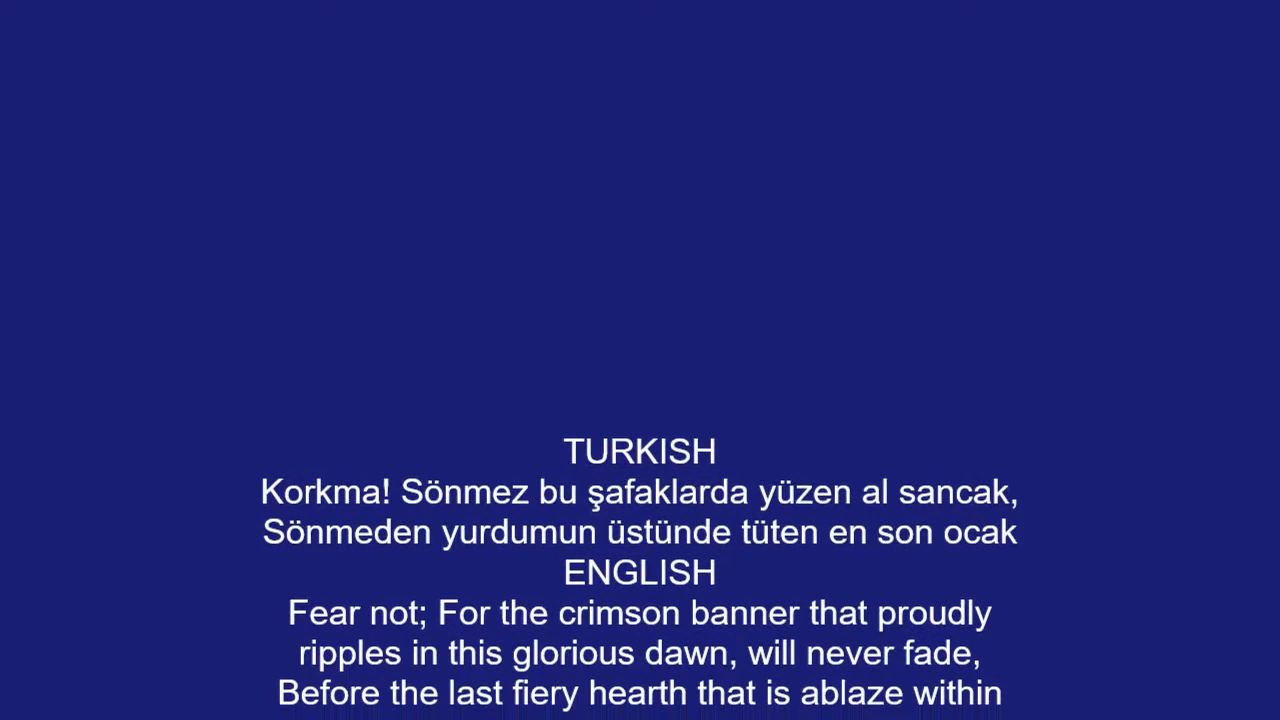 TURKISH
Korkma! Sönmez bu şafaklarda yüzen al sancak,
Sönmeden yurdumun üstünde tüten en son ocak
ENGLISH
Fear not; For the crimson banner that proudly
ripples in this glorious dawn, will never fade,
Before the last fiery hearth that is ablaze within